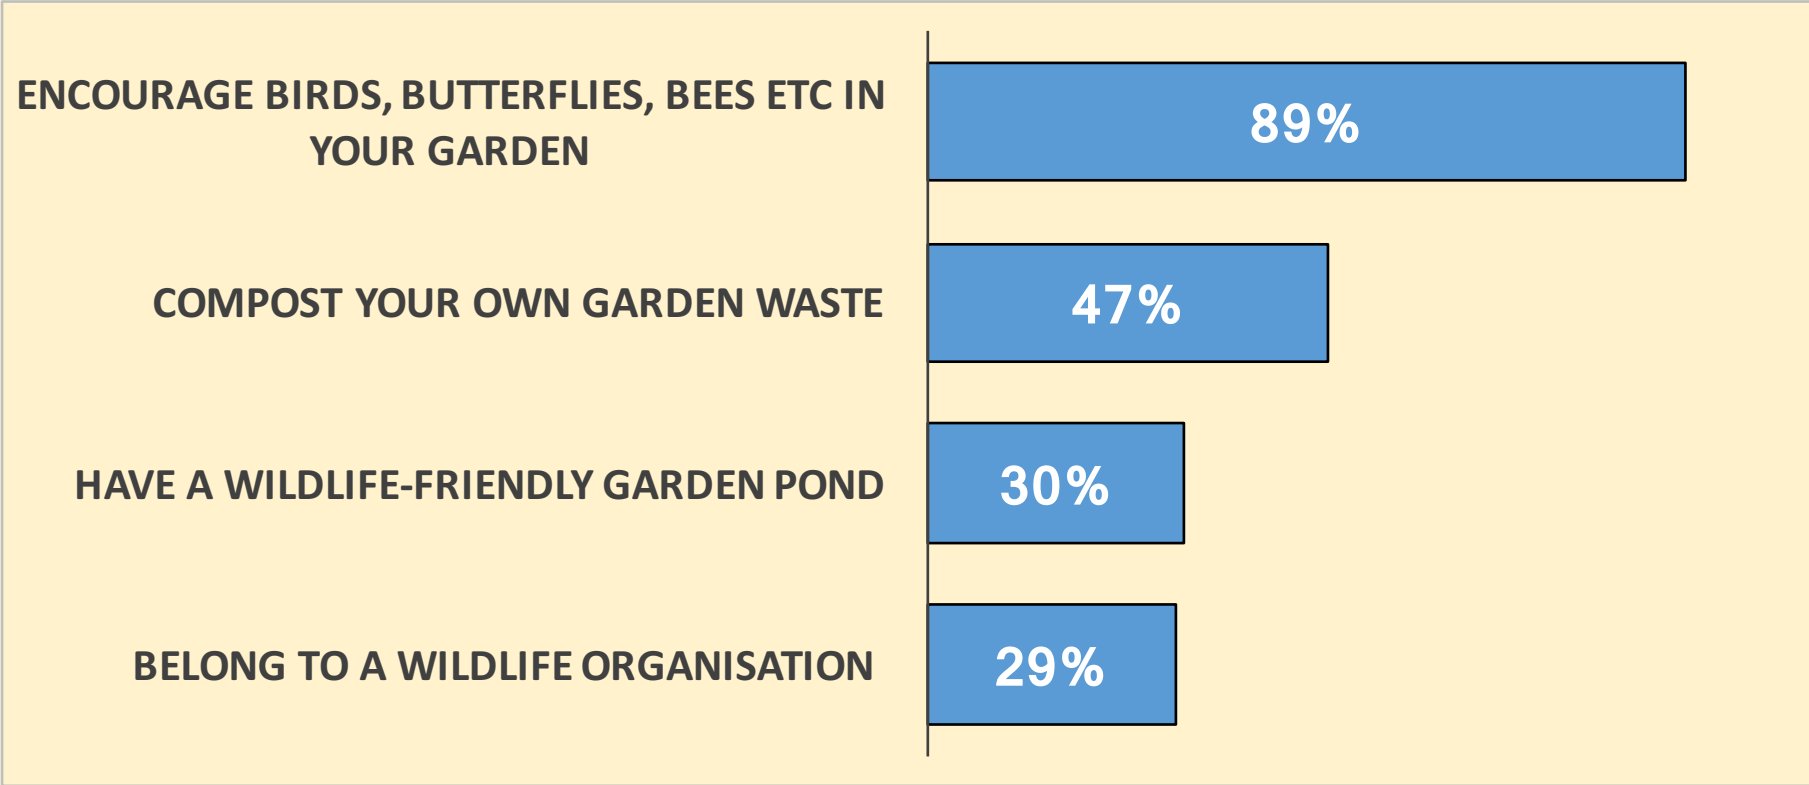 ENCOURAGE BIRDS, BUTTERFLIES, BEES ETC IN
YOUR GARDEN
89%
COMPOST YOUR OWN GARDEN WASTE
47%
HAVE A WILDLIFE-FRIENDLY GARDEN POND
30%
BELONG TO A WILDLIFE ORGANISATION
29%